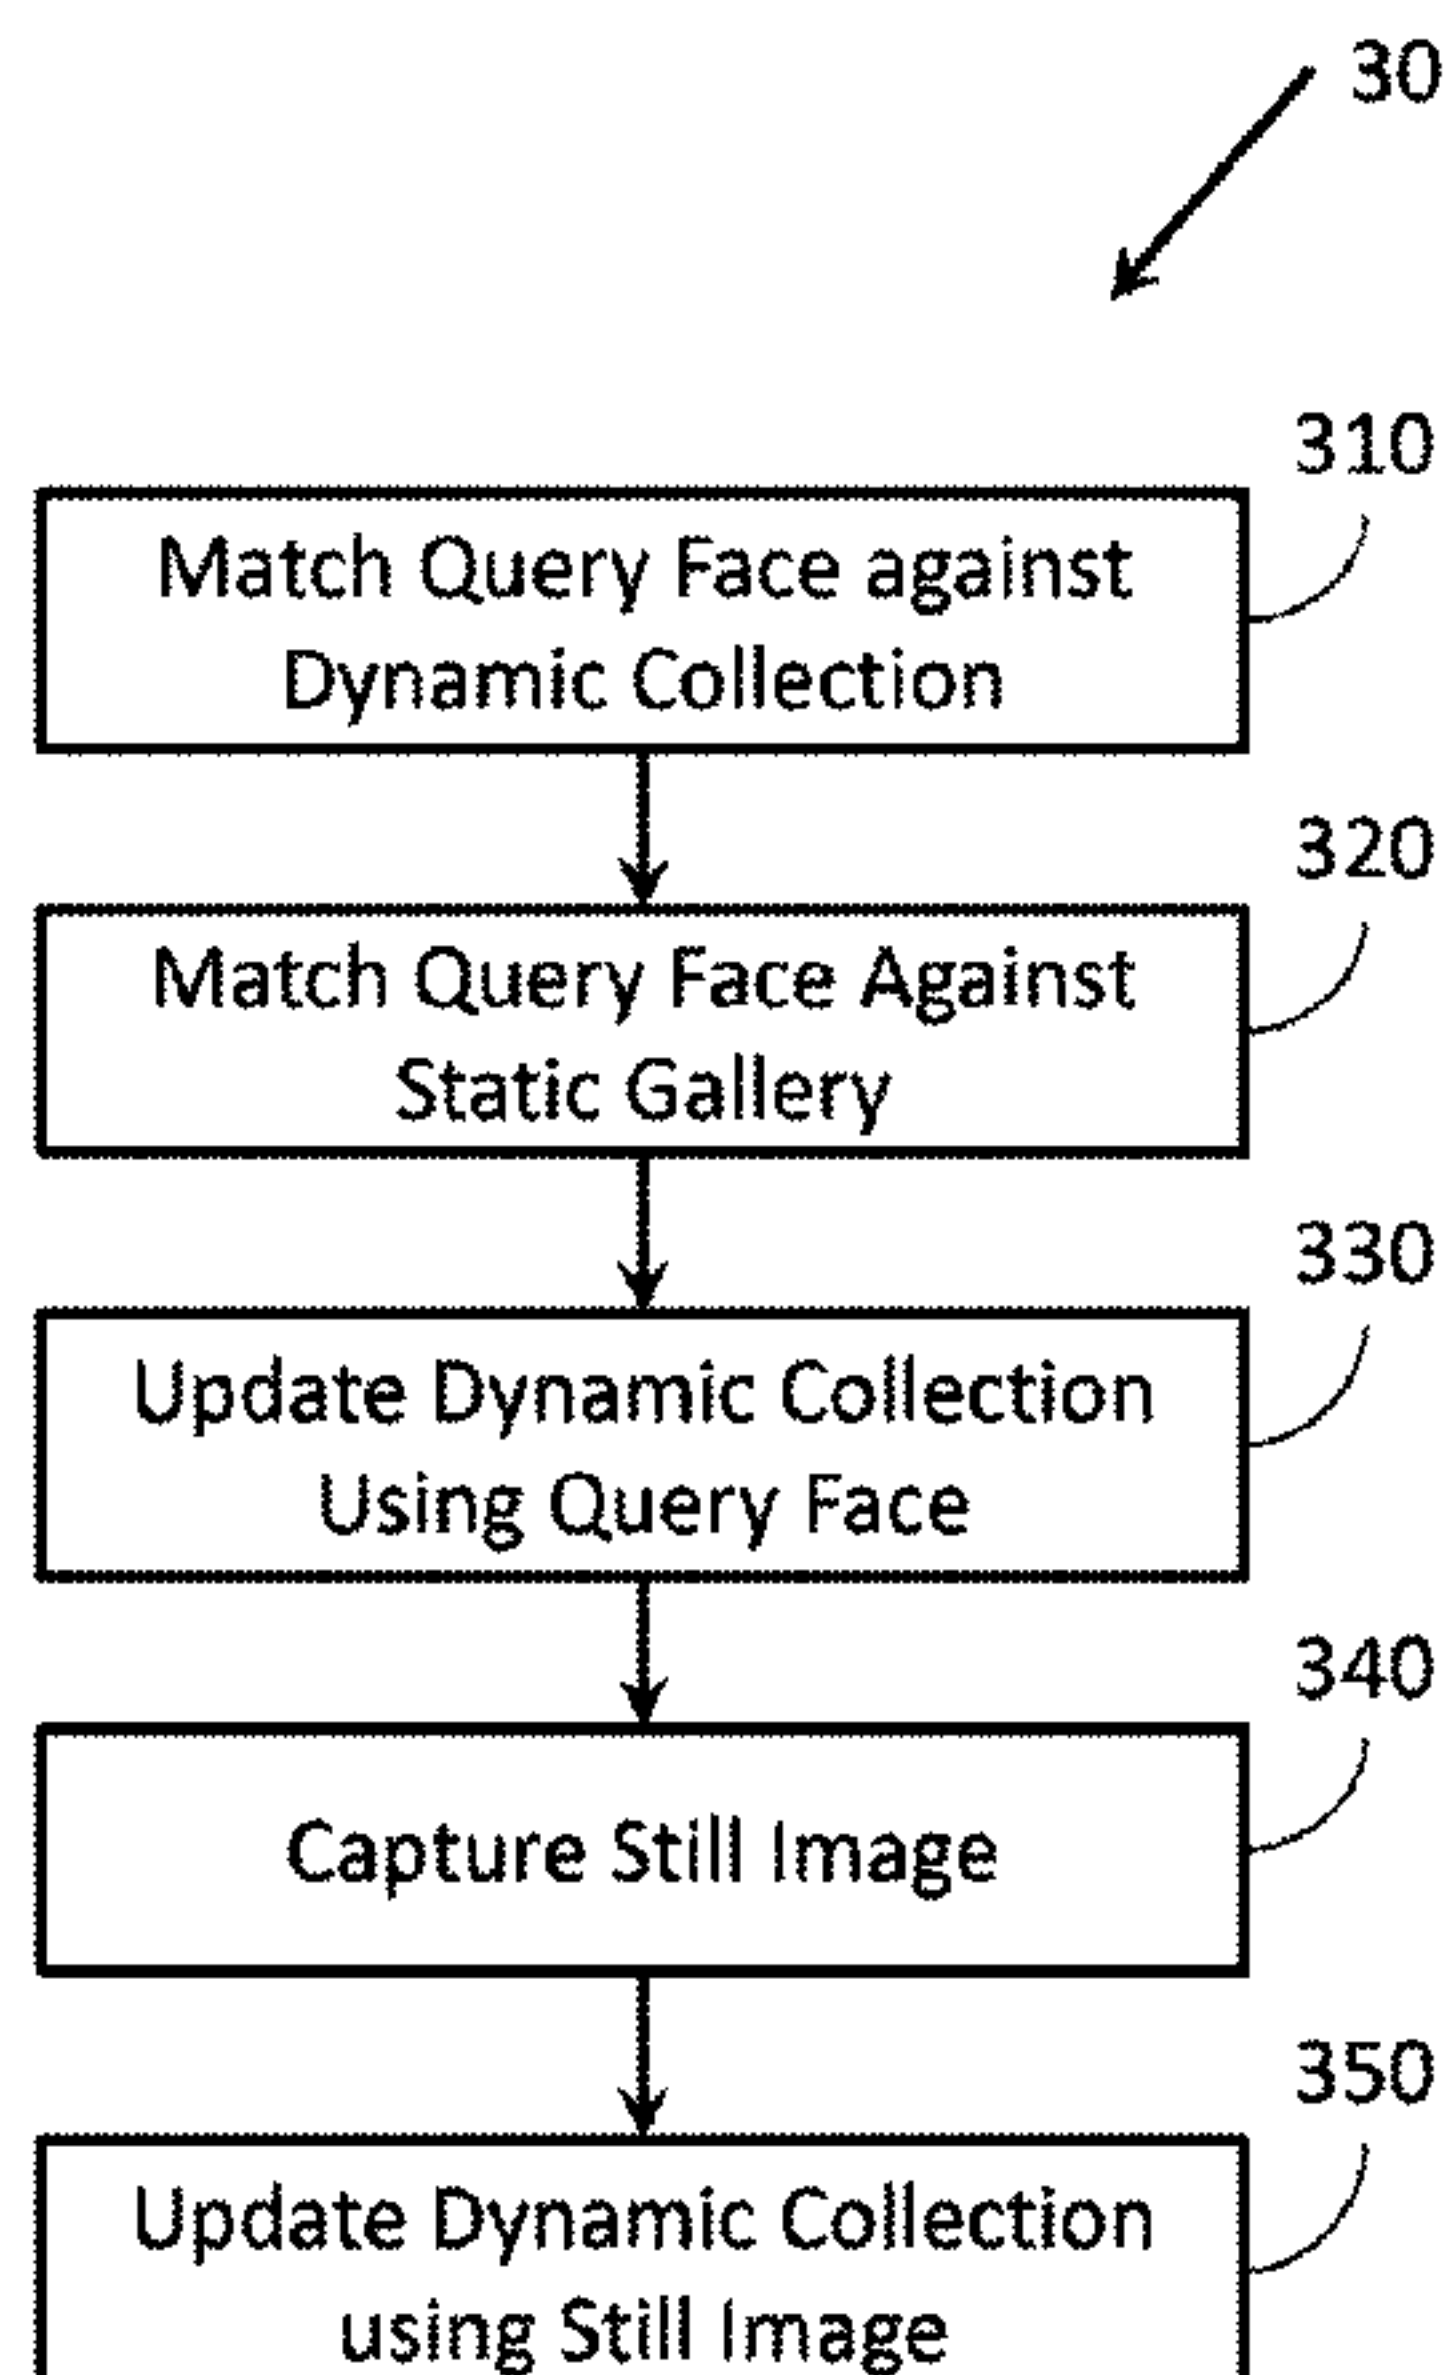 30
310
Match Query Face against
Dynamic Collection
320
Match Query Face Against
Static Gallery
330
Update Dynamic Collection
Using Query Face
340
Capture Still Image
350
Update Dynamic Collection
using Still Image